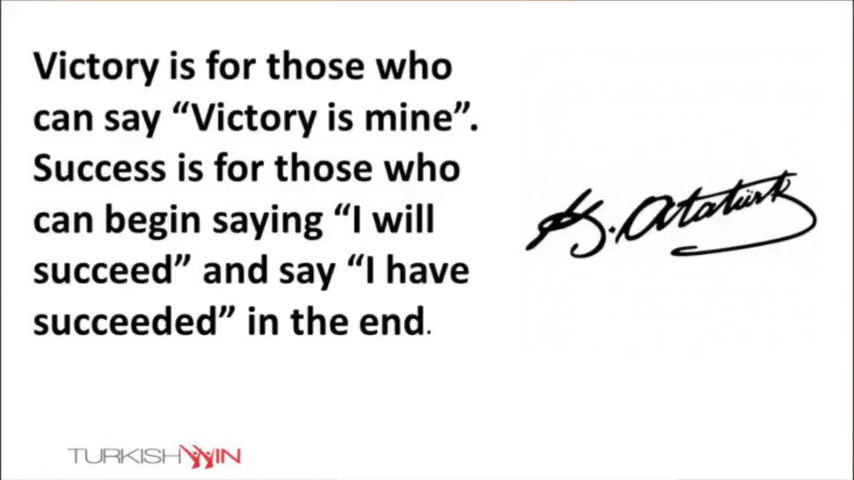 Victory is for those who
can say “Victory is mine”.
Success is for those who
can begin saying “I will
succeed” and say “I have
succeeded” in the end.
K. Atatürk
TURKISHWIN